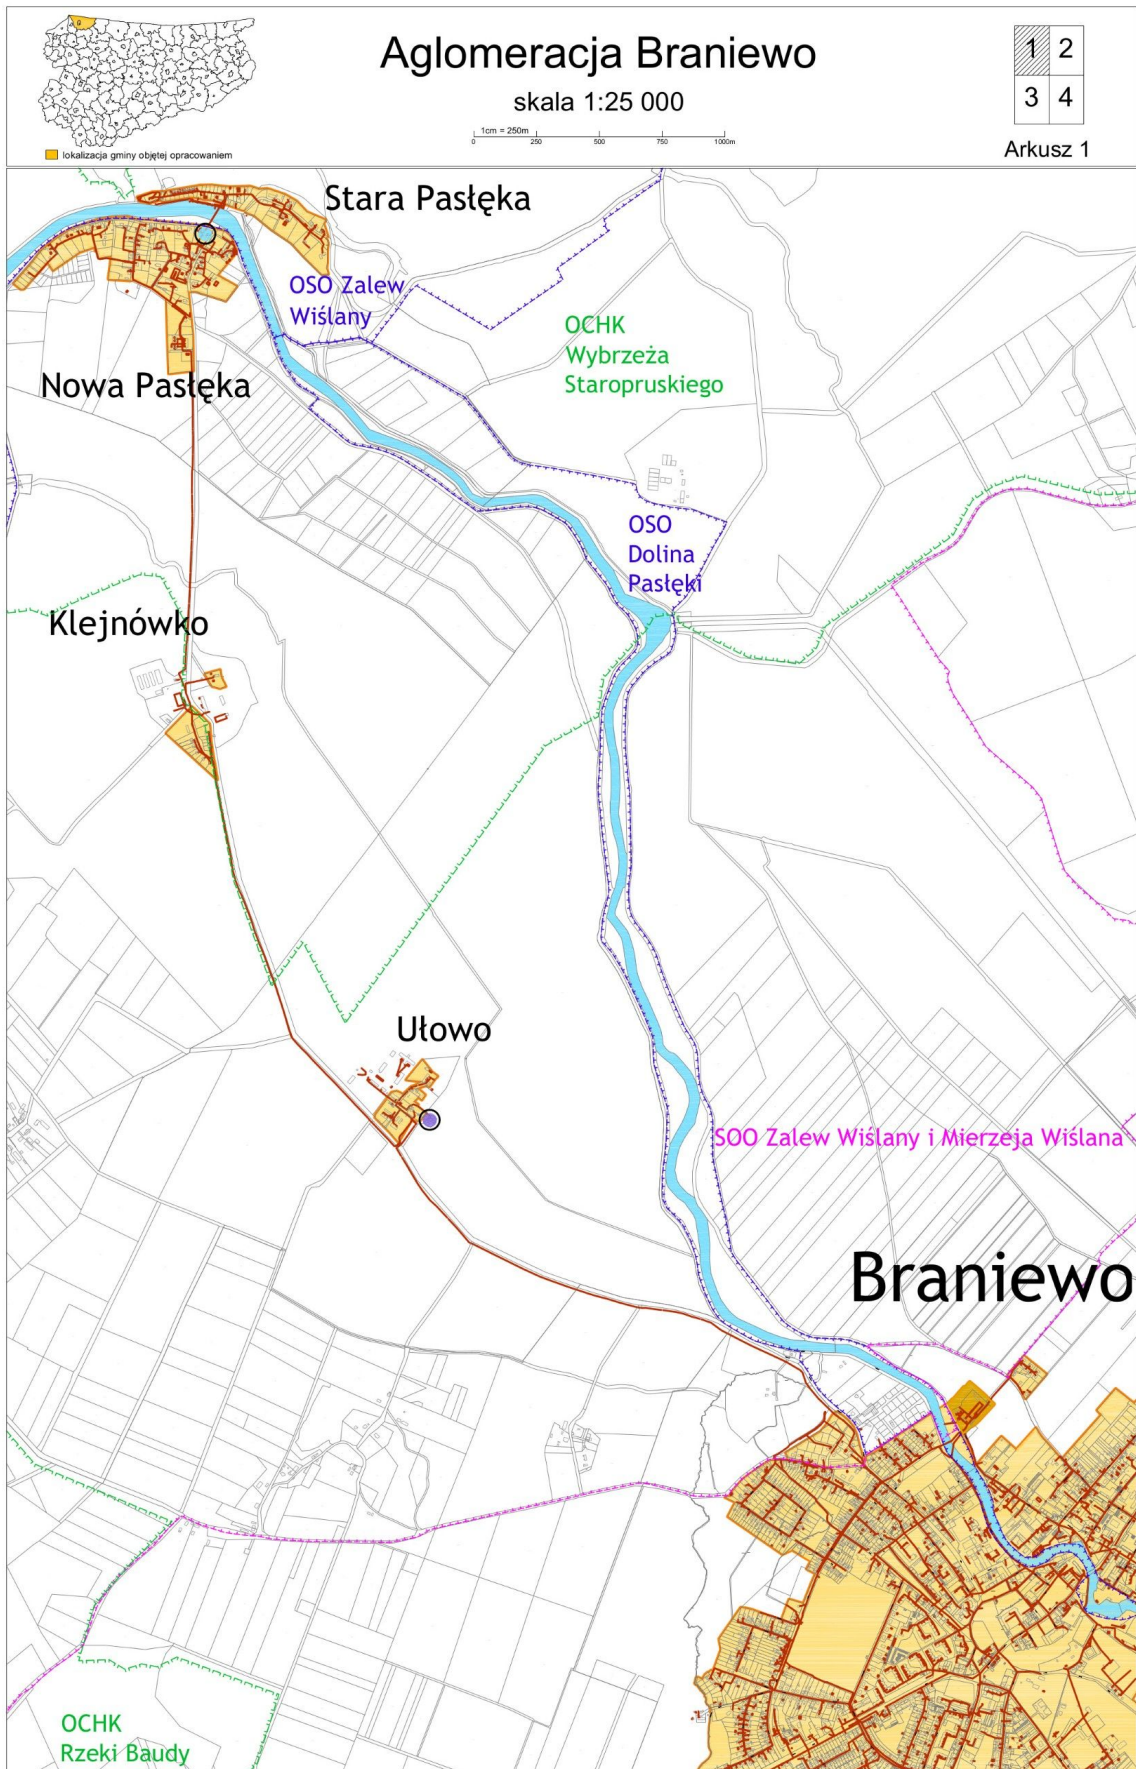 Aglomeracja Braniewo
skala 1:25 000
1cm = 250m
0 250 500 750 1000m
lokalizacja gminy objętej opracowaniem
1 2
3 4
Arkusz 1
Stara Pasłęka
OSO Zalew
Wiślany
OCHK
Wybrzeża
Staropruskiego
Nowa Pasłęka
OSO
Dolina
Pasłęki
Klejnówko
Ułowo
SOO Zalew Wiślany i Mierzeja Wiślana
Braniewo
OCHK
Rzeki Baudy